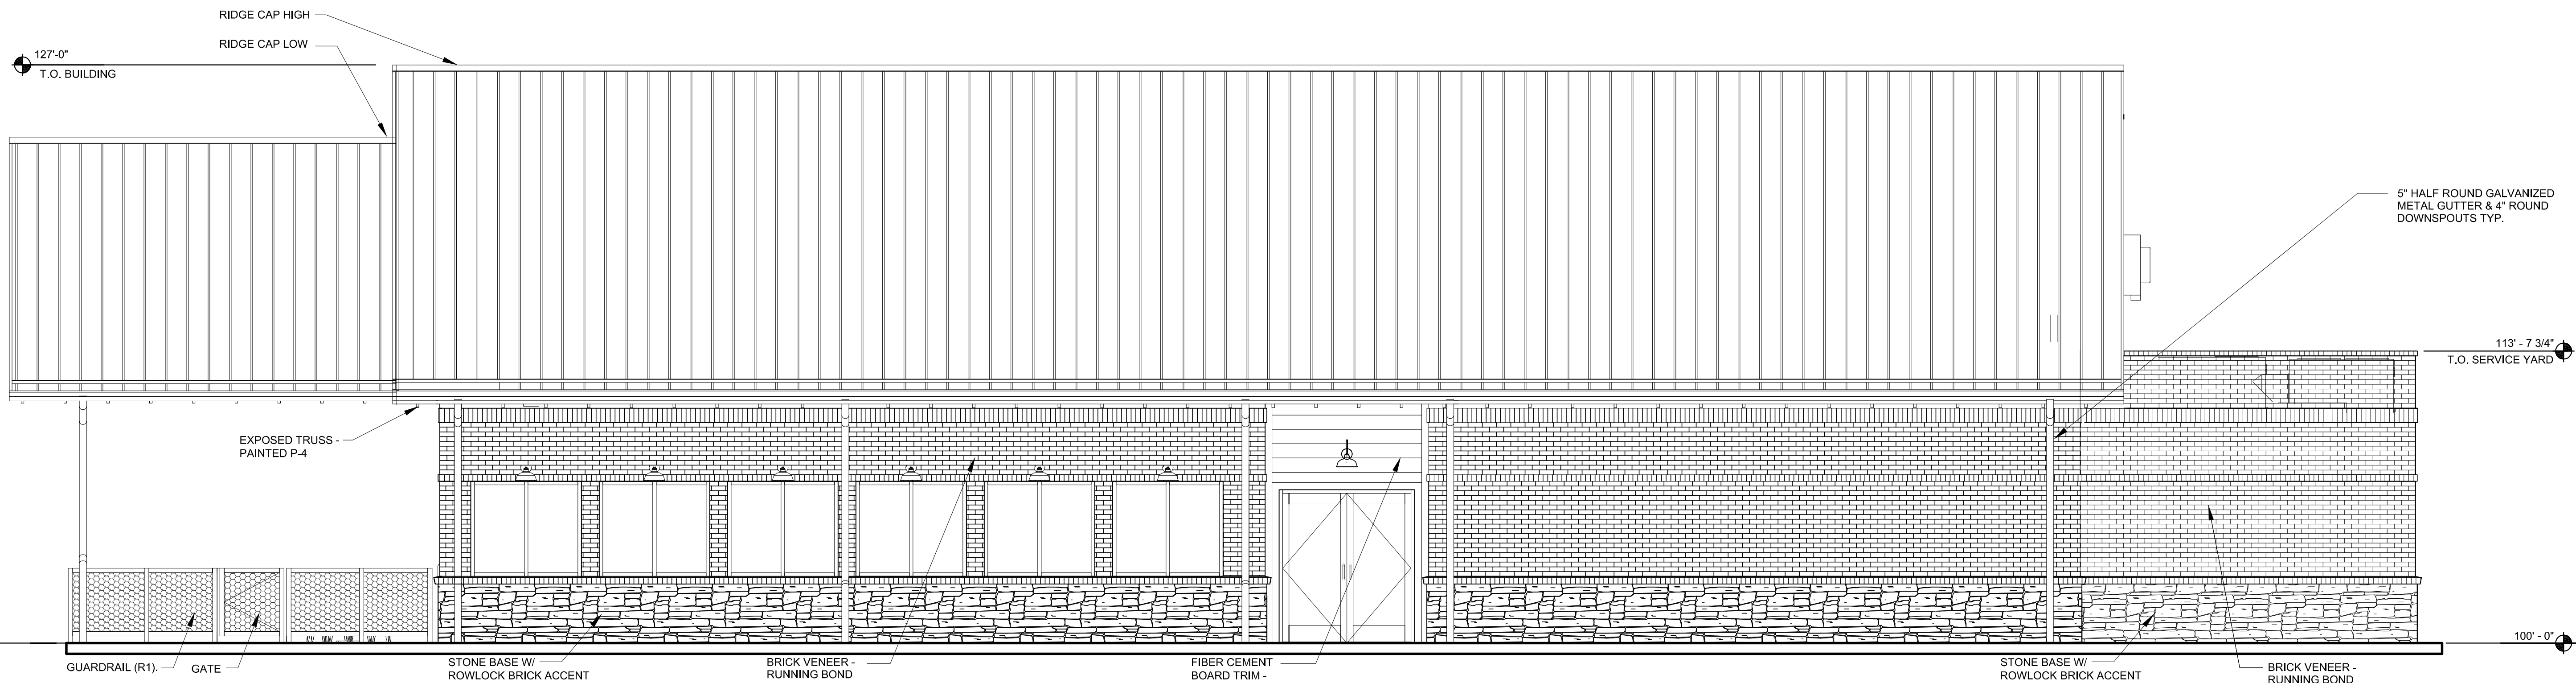 RIDGE CAP HIGH
RIDGE CAP LOW
127'-0"
T.O. BUILDING
5" HALF ROUND GALVANIZED
METAL GUTTER & 4" ROUND
DOWNSPOUTS TYP.
113' - 7 3/4"
T.O. SERVICE YARD
EXPOSED TRUSS -
PAINTED P-4
100' - 0"
GUARDRAIL (R1).
GATE
STONE BASE W/
ROWLOCK BRICK ACCENT
BRICK VENEER -
RUNNING BOND
FIBER CEMENT
BOARD TRIM -
STONE BASE W/
ROWLOCK BRICK ACCENT
BRICK VENEER -
RUNNING BOND